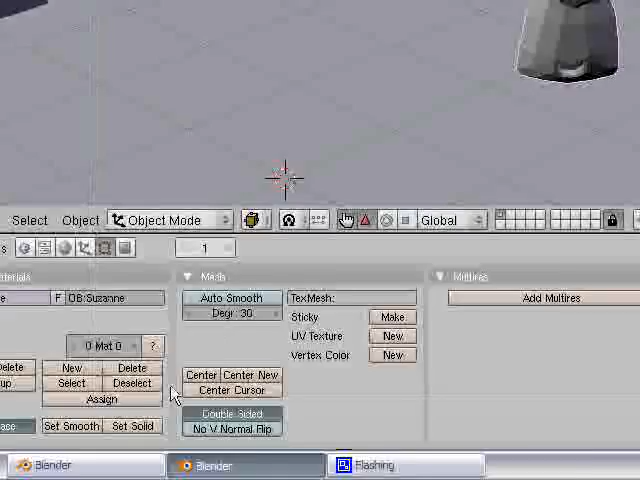 Select Object Object Mode Global
s 1
aterials Mesh Multires
e F OB:Suzanne Auto Smooth TexMesh: Add Multires
Degr: 30 Sticky Make
0 Mat 0 ? UV Texture New
Vertex Color New
Delete New Delete Center Center New
up Select Deselect Center Cursor
Assign
Double Sided
ace Set Smooth Set Solid No V.Normal Flip
Blender Blender Flashing